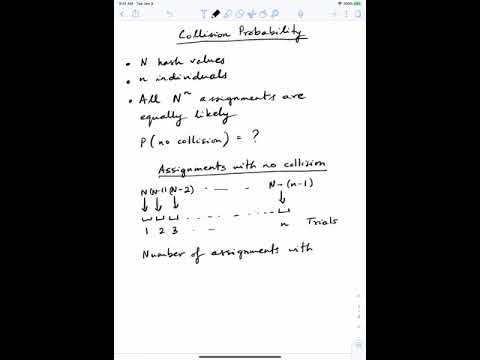 Collision Probability
• N hash values
• n individuals
• All Nⁿ assignments are
equally likely
P(no collision) = ?
Assignments with no collision
N (N-1) (N-2) . — . N-(n-1)
1 2 3 . — n Trials
Number of assignments with